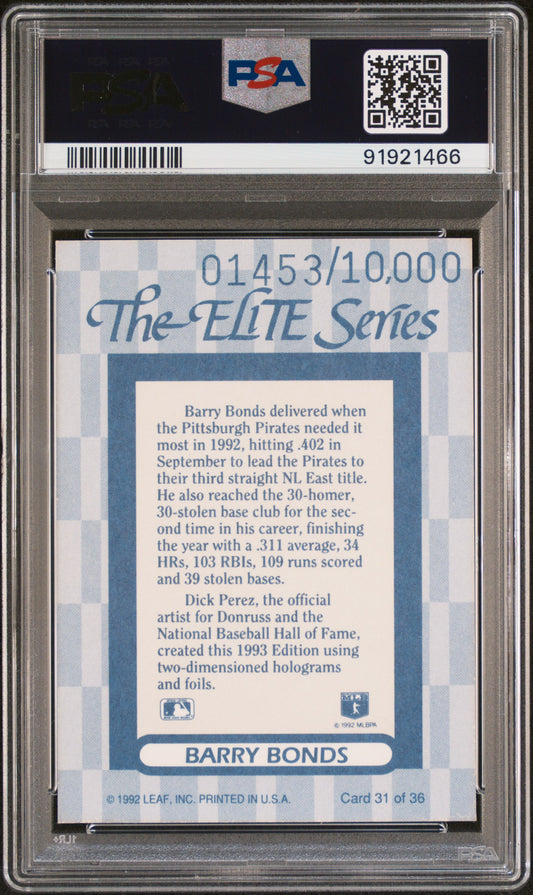 PSA
PSA
91921466
01453/10,000
The ELITE Series
Barry Bonds delivered when
the Pittsburgh Pirates needed it
most in 1992, hitting .402 in
September to lead the Pirates to
their third straight NL East title.
He also reached the 30-homer,
30-stolen base club for the sec-
ond time in his career, finishing
the year with a .311 average, 34
HRs, 103 RBIs, 109 runs scored
and 39 stolen bases.
Dick Perez, the official
artist for Donruss and the
National Baseball Hall of Fame,
created this 1993 Edition using
two-dimensioned holograms
and foils.
© 1992 MLBPA
BARRY BONDS
© 1992 LEAF, INC. PRINTED IN U.S.A. Card 31 of 36
PSA